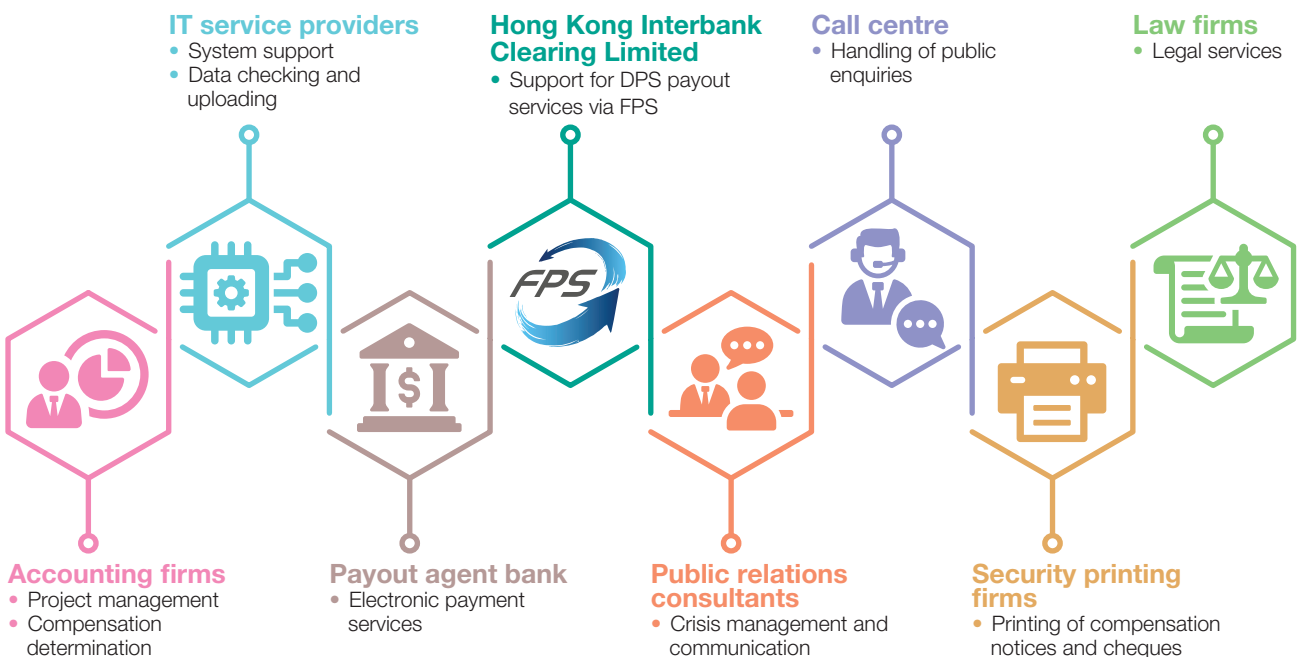 IT service providers
• System support
• Data checking and
uploading
Hong Kong Interbank
Clearing Limited
• Support for DPS payout
services via FPS
Call centre
• Handling of public
enquiries
Law firms
• Legal services
FPS
$
Accounting firms
• Project management
• Compensation
determination
Payout agent bank
• Electronic payment
services
Public relations
consultants
• Crisis management and
communication
Security printing
firms
• Printing of compensation
notices and cheques